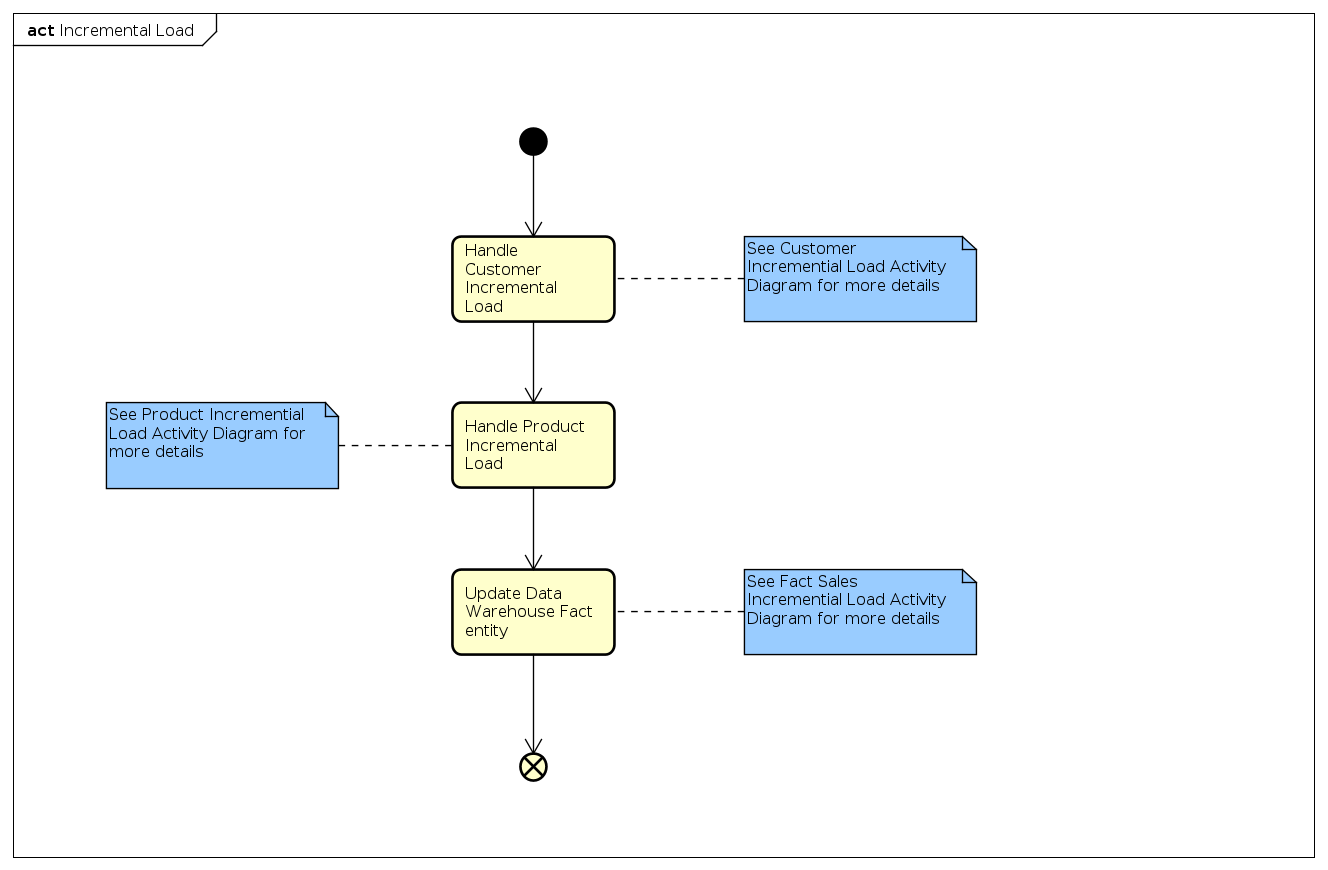 act Incremental Load
Handle
Customer
Incremental
Load
See Customer
Incremential Load Activity
Diagram for more details
See Product Incremential
Load Activity Diagram for
more details
Handle Product
Incremental
Load
Update Data
Warehouse Fact
entity
See Fact Sales
Incremential Load Activity
Diagram for more details